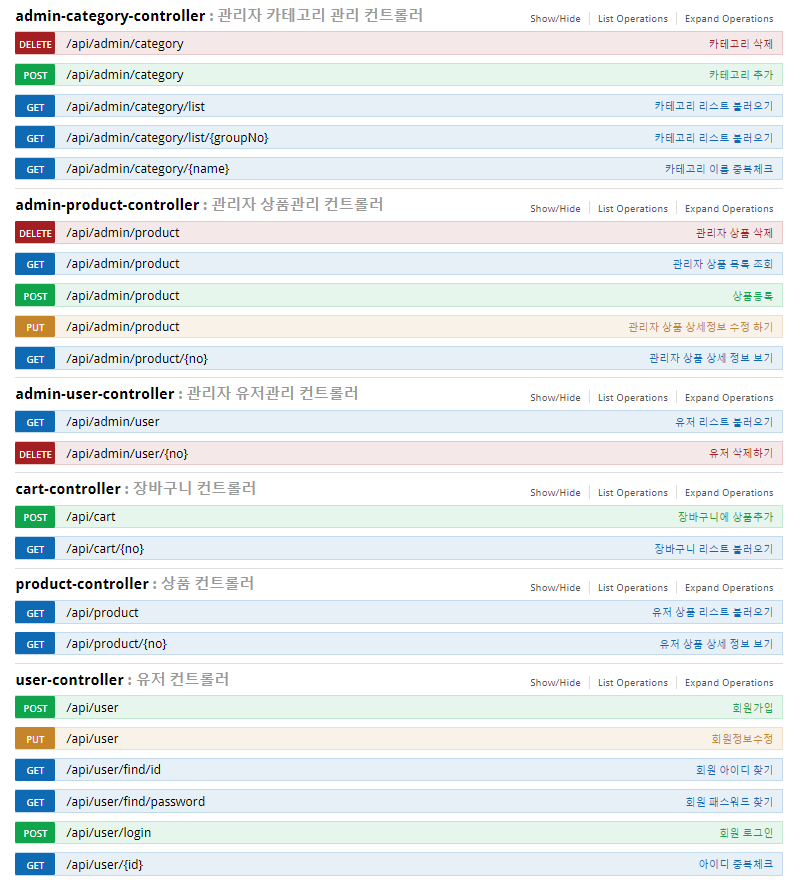 admin-category-controller : 관리자 카테고리 관리 컨트롤러 Show/Hide List Operations Expand Operations
DELETE /api/admin/category 카테고리 삭제
POST /api/admin/category 카테고리 추가
GET /api/admin/category/list 카테고리 리스트 불러오기
GET /api/admin/category/list/{groupNo} 카테고리 리스트 불러오기
GET /api/admin/category/{name} 카테고리 이름 중복체크
admin-product-controller : 관리자 상품관리 컨트롤러 Show/Hide List Operations Expand Operations
DELETE /api/admin/product 관리자 상품 삭제
GET /api/admin/product 관리자 상품 목록 조회
POST /api/admin/product 상품등록
PUT /api/admin/product 관리자 상품 상세정보 수정 하기
GET /api/admin/product/{no} 관리자 상품 상세 정보 보기
admin-user-controller : 관리자 유저관리 컨트롤러 Show/Hide List Operations Expand Operations
GET /api/admin/user 유저 리스트 불러오기
DELETE /api/admin/user/{no} 유저 삭제하기
cart-controller : 장바구니 컨트롤러 Show/Hide List Operations Expand Operations
POST /api/cart 장바구니에 상품추가
GET /api/cart/{no} 장바구니 리스트 불러오기
product-controller : 상품 컨트롤러 Show/Hide List Operations Expand Operations
GET /api/product 유저 상품 리스트 불러오기
GET /api/product/{no} 유저 상품 상세 정보 보기
user-controller : 유저 컨트롤러 Show/Hide List Operations Expand Operations
POST /api/user 회원가입
PUT /api/user 회원정보수정
GET /api/user/find/id 회원 아이디 찾기
GET /api/user/find/password 회원 패스워드 찾기
POST /api/user/login 회원 로그인
GET /api/user/{id} 아이디 중복체크